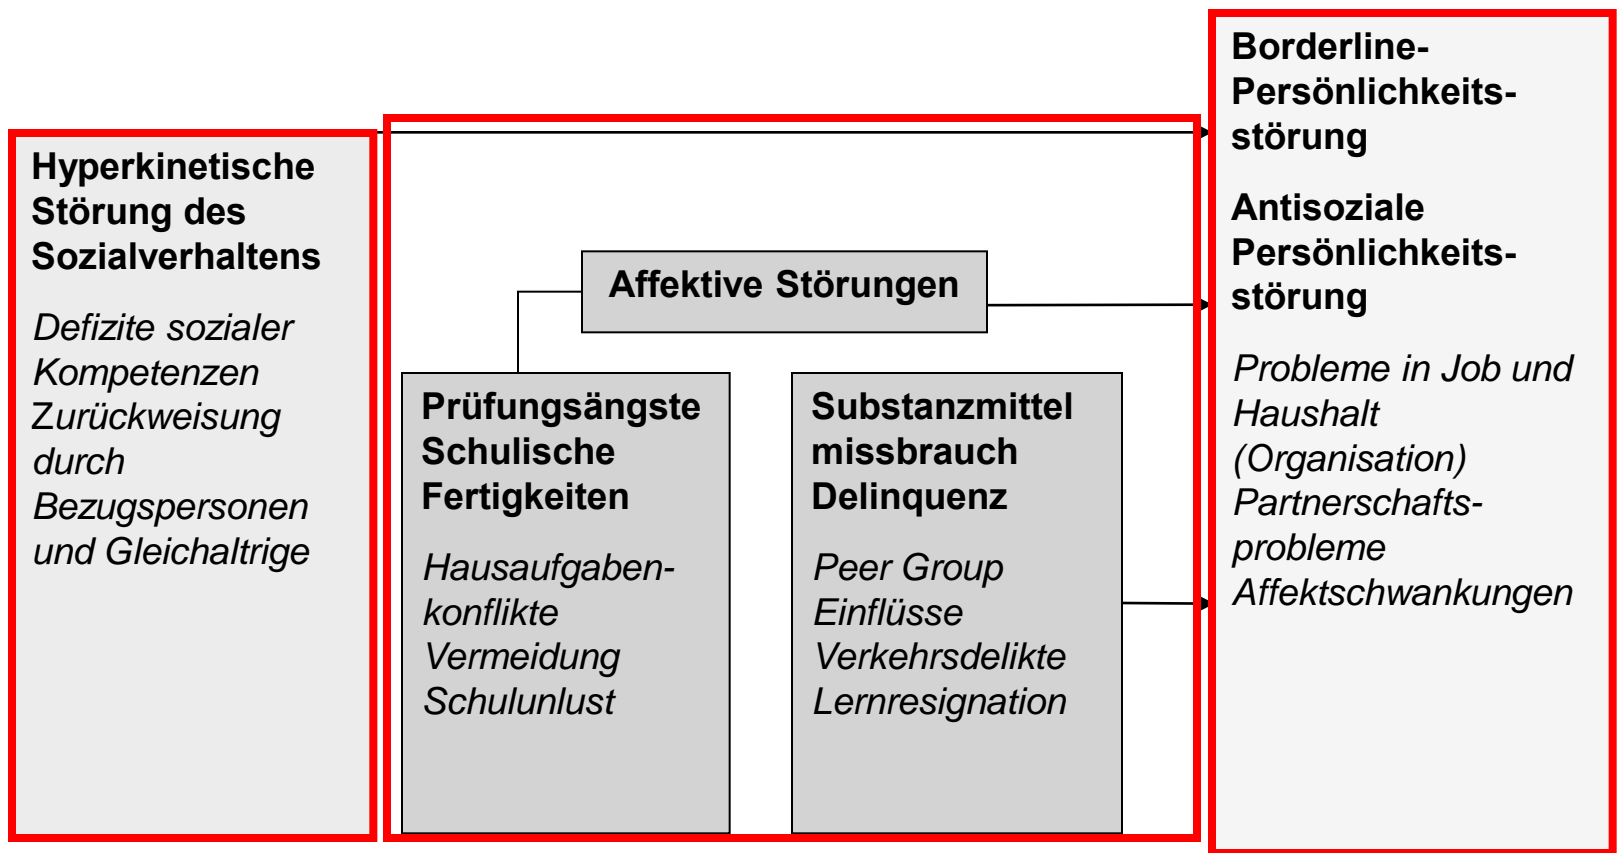 Hyperkinetische
Störung des
Sozialverhaltens
Defizite sozialer
Kompetenzen
Zurückweisung
durch
Bezugspersonen
und Gleichaltrige
Affektive Störungen
Prüfungsängste
Schulische
Fertigkeiten
Hausaufgaben-
konflikte
Vermeidung
Schulunlust
Substanzmittel
missbrauch
Delinquenz
Peer Group
Einflüsse
Verkehrsdelikte
Lernresignation
Borderline-
Persönlichkeits-
störung
Antisoziale
Persönlichkeits-
störung
Probleme in Job und
Haushalt
(Organisation)
Partnerschafts-
probleme
Affektschwankungen